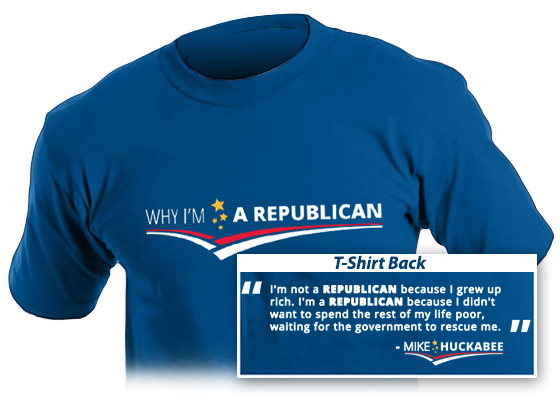 WHY I'M A REPUBLICAN
T-Shirt Back
" I'm not a REPUBLICAN because I grew up
rich. I'm a REPUBLICAN because I didn't
want to spend the rest of my life poor,
waiting for the government to rescue me. "
- MIKE HUCKABEE